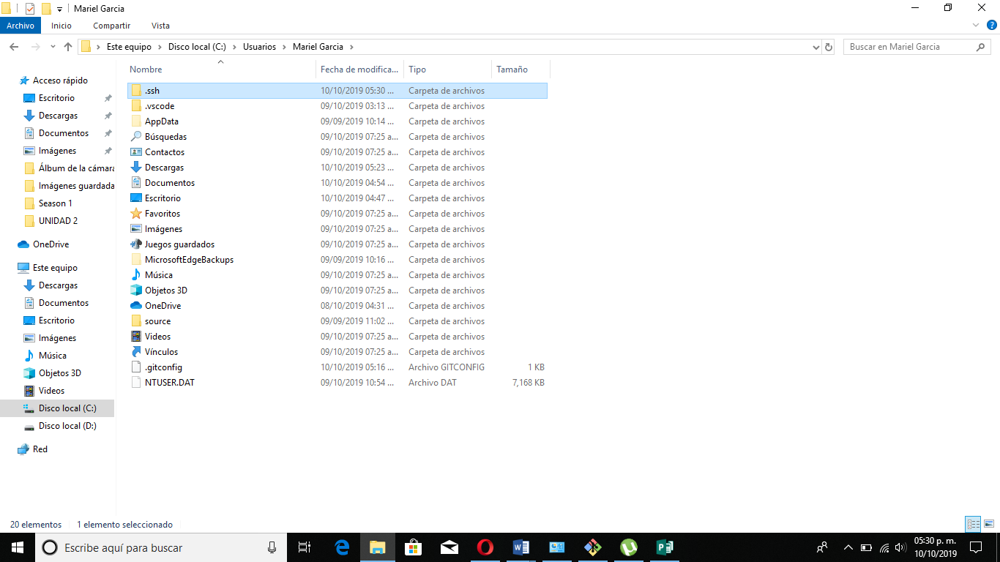 Mariel Garcia
Archivo Inicio Compartir Vista
Este equipo Disco local (C:) Usuarios Mariel Garcia
Buscar en Mariel Garcia
Acceso rápido
Escritorio
Descargas
Documentos
Imágenes
Álbum de la cámara
Imágenes guardada
Season 1
UNIDAD 2
OneDrive
Este equipo
Descargas
Documentos
Escritorio
Imágenes
Música
Objetos 3D
Videos
Disco local (C:)
Disco local (D:)
Red
Nombre Fecha de modifica... Tipo Tamaño
.ssh 10/10/2019 05:30 ... Carpeta de archivos
.vscode 09/10/2019 03:13 ... Carpeta de archivos
AppData 09/09/2019 10:14 ... Carpeta de archivos
Búsquedas 09/10/2019 07:25 a... Carpeta de archivos
Contactos 09/10/2019 07:25 a... Carpeta de archivos
Descargas 10/10/2019 05:23 ... Carpeta de archivos
Documentos 10/10/2019 04:54 ... Carpeta de archivos
Escritorio 10/10/2019 04:47 ... Carpeta de archivos
Favoritos 09/10/2019 07:25 a... Carpeta de archivos
Imágenes 09/10/2019 07:25 a... Carpeta de archivos
Juegos guardados 09/10/2019 07:25 a... Carpeta de archivos
MicrosoftEdgeBackups 09/09/2019 10:16 ... Carpeta de archivos
Música 09/10/2019 07:25 a... Carpeta de archivos
Objetos 3D 09/10/2019 07:25 a... Carpeta de archivos
OneDrive 08/10/2019 04:31 ... Carpeta de archivos
source 09/09/2019 11:02 ... Carpeta de archivos
Videos 09/10/2019 07:25 a... Carpeta de archivos
Vínculos 09/10/2019 07:25 a... Carpeta de archivos
.gitconfig 10/10/2019 05:16 ... Archivo GITCONFIG 1 KB
NTUSER.DAT 09/10/2019 10:54 ... Archivo DAT 7,168 KB
20 elementos 1 elemento seleccionado
Escribe aquí para buscar
05:30 p. m.
10/10/2019